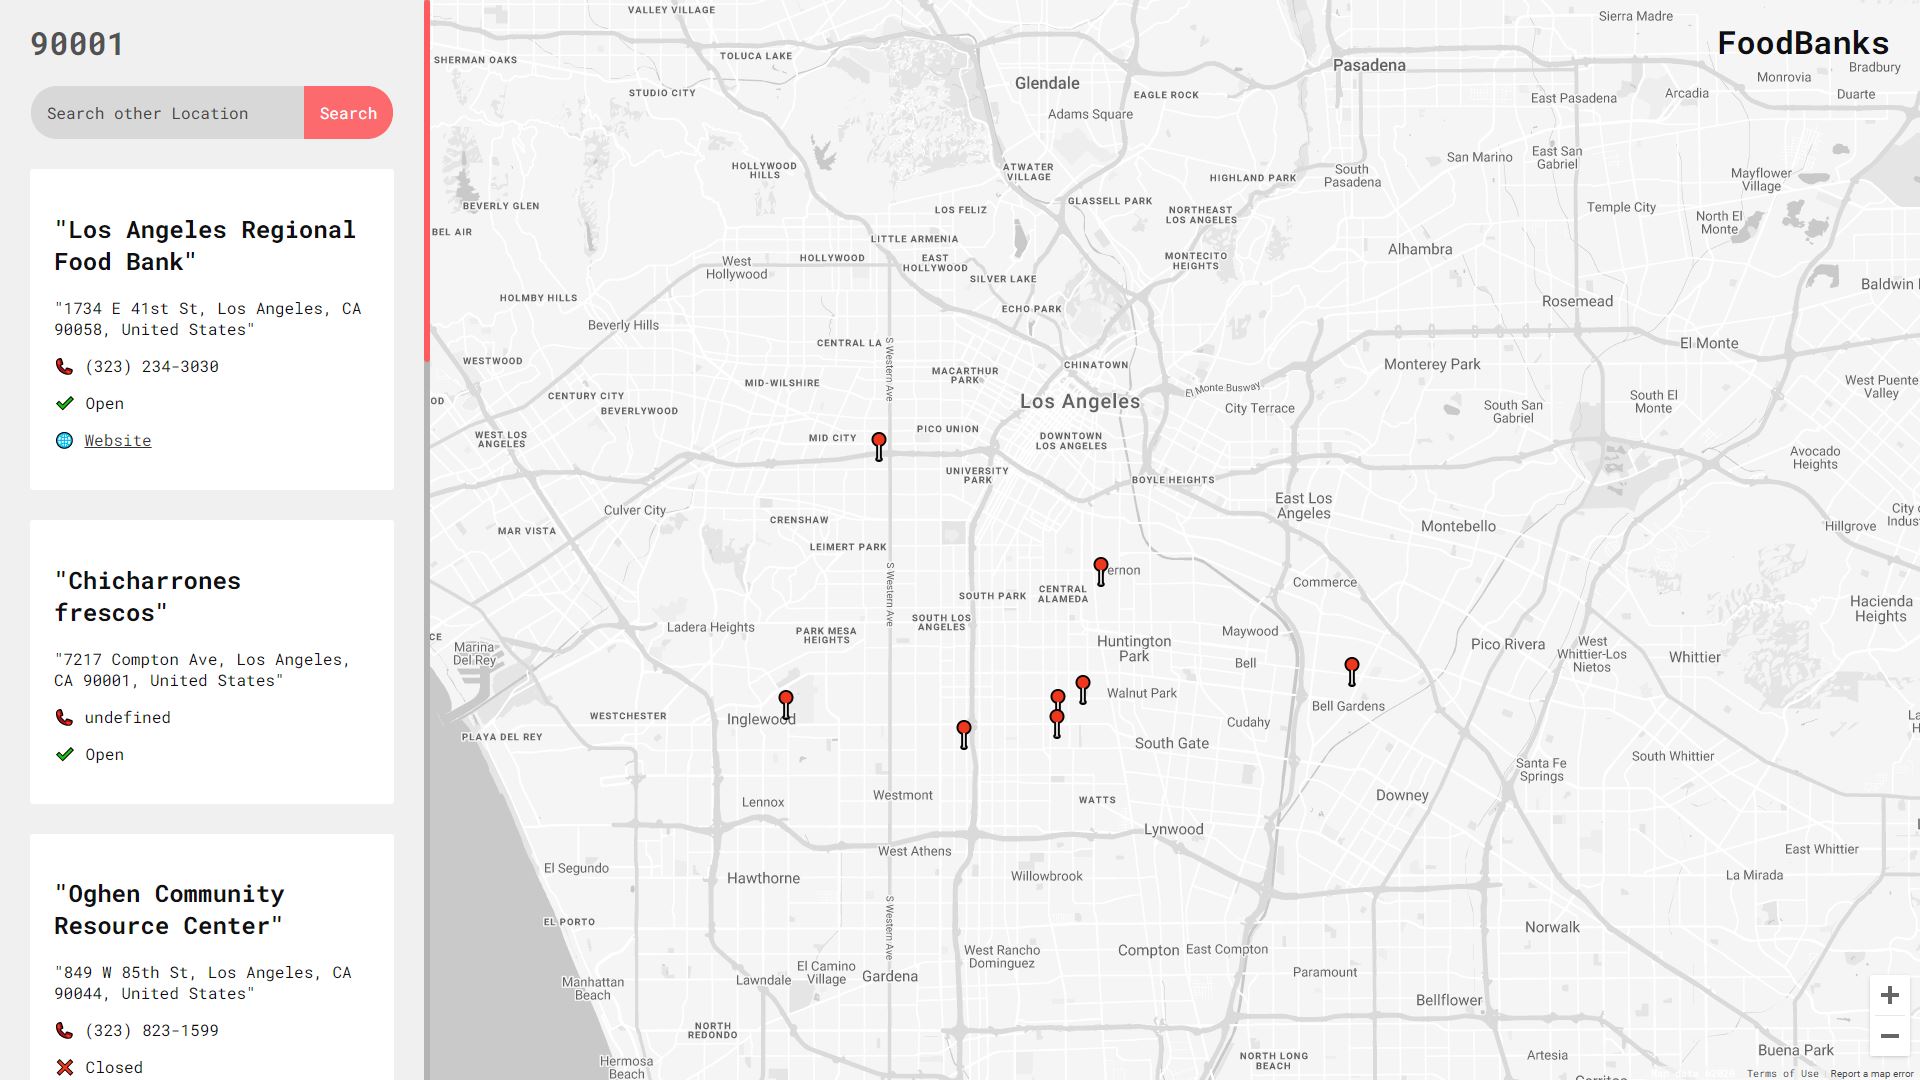 90001
Search other Location
Search
"Los Angeles Regional
Food Bank"
"1734 E 41st St, Los Angeles, CA
90058, United States"
(323) 234-3030
Open
Website
"Chicharrones
frescos"
"7217 Compton Ave, Los Angeles,
CA 90001, United States"
undefined
Open
"Oghen Community
Resource Center"
"849 W 85th St, Los Angeles, CA
90044, United States"
(323) 823-1599
Closed
FoodBanks
VALLEY VILLAGE
Sierra Madre
SHERMAN OAKS
TOLUCA LAKE
Pasadena
Bradbury
Monrovia
Glendale
STUDIO CITY
EAGLE ROCK
East Pasadena
Arcadia
Duarte
Adams Square
HOLLYWOOD
HILLS
ATWATER
VILLAGE
HIGHLAND PARK
South
Pasadena
San Marino
East San
Gabriel
Mayflower
Village
BEVERLY GLEN
LOS FELIZ
GLASSELL PARK
NORTHEAST
LOS ANGELES
Temple City
North El
Monte
BEL AIR
LITTLE ARMENIA
Alhambra
West
Hollywood
HOLLYWOOD
EAST
HOLLYWOOD
SILVER LAKE
MONTECITO
HEIGHTS
Baldwin
HOLMBY HILLS
ECHO PARK
Rosemead
Beverly Hills
CENTRAL LA
S Western Ave
El Monte
WESTWOOD
MACARTHUR
PARK
CHINATOWN
Monterey Park
MID-WILSHIRE
El Monte Busway
West Puente
Valley
CENTURY CITY
BEVERLYWOOD
OD
Los Angeles
City Terrace
South San
Gabriel
South El
Monte
WEST LOS
ANGELES
MID CITY
PICO UNION
DOWNTOWN
LOS ANGELES
Avocado
Heights
UNIVERSITY
PARK
BOYLE HEIGHTS
Culver City
CRENSHAW
East Los
Angeles
Montebello
City
Indus
Hillgrove
MAR VISTA
LEIMERT PARK
S Western Ave
ernon
Commerce
SOUTH PARK
CENTRAL
ALAMEDA
Hacienda
Heights
Ladera Heights
PARK MESA
HEIGHTS
SOUTH LOS
ANGELES
Huntington
Park
Maywood
CE
Marina
Del Rey
Bell
Pico Rivera
West
Whittier-Los
Nietos
Whittier
Walnut Park
Bell Gardens
WESTCHESTER
Inglewood
Cudahy
PLAYA DEL REY
South Gate
South Whittier
Santa Fe
Springs
Lennox
Westmont
WATTS
Downey
Lynwood
West Athens
East Whittier
El Segundo
Hawthorne
Willowbrook
La Mirada
EL PORTO
S Western Ave
Norwalk
West Rancho
Dominguez
Compton
East Compton
El Camino
Village
Gardena
Paramount
Manhattan
Beach
Lawndale
Bellflower
NORTH
REDONDO
Hermosa
Beach
NORTH LONG
BEACH
Artesia
Buena Park
Terms of Use
Report a map error